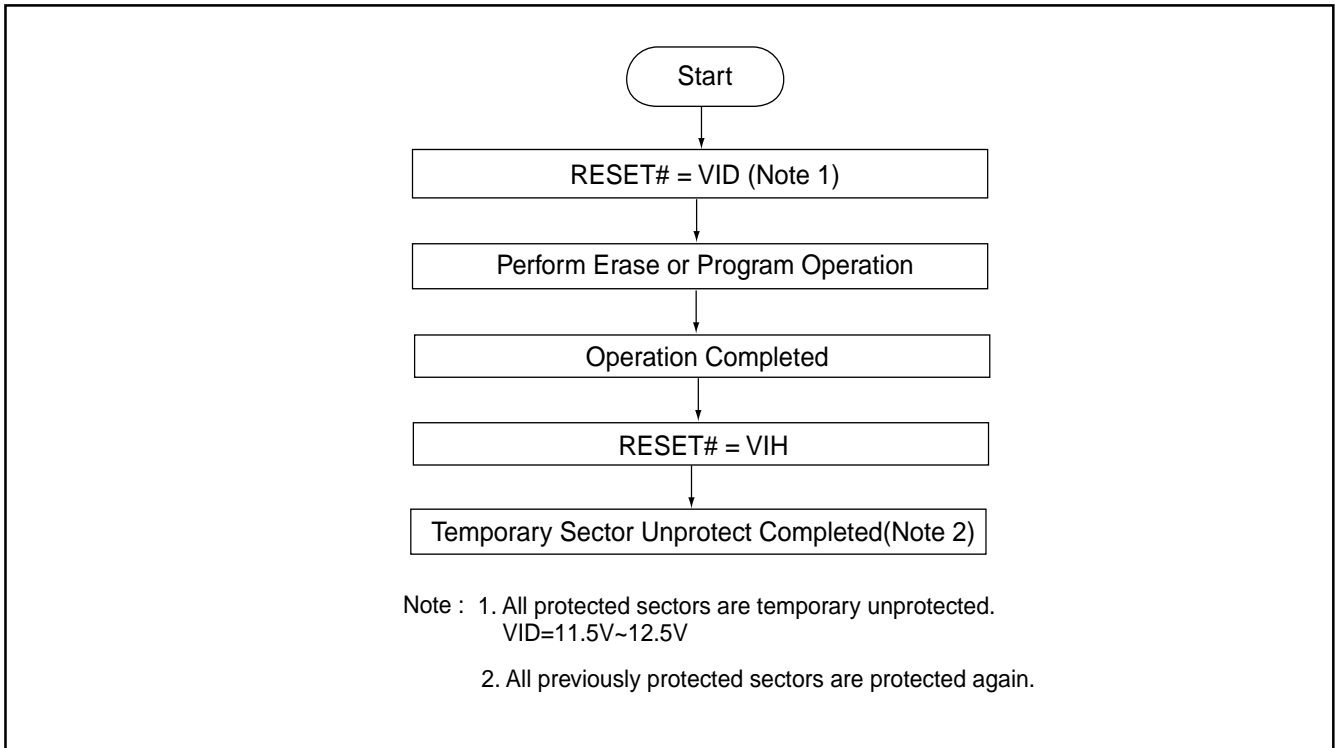 Start
RESET# = VID (Note 1)
Perform Erase or Program Operation
Operation Completed
RESET# = VIH
Temporary Sector Unprotect Completed(Note 2)
Note : 1. All protected sectors are temporary unprotected.
VID=11.5V~12.5V
2. All previously protected sectors are protected again.